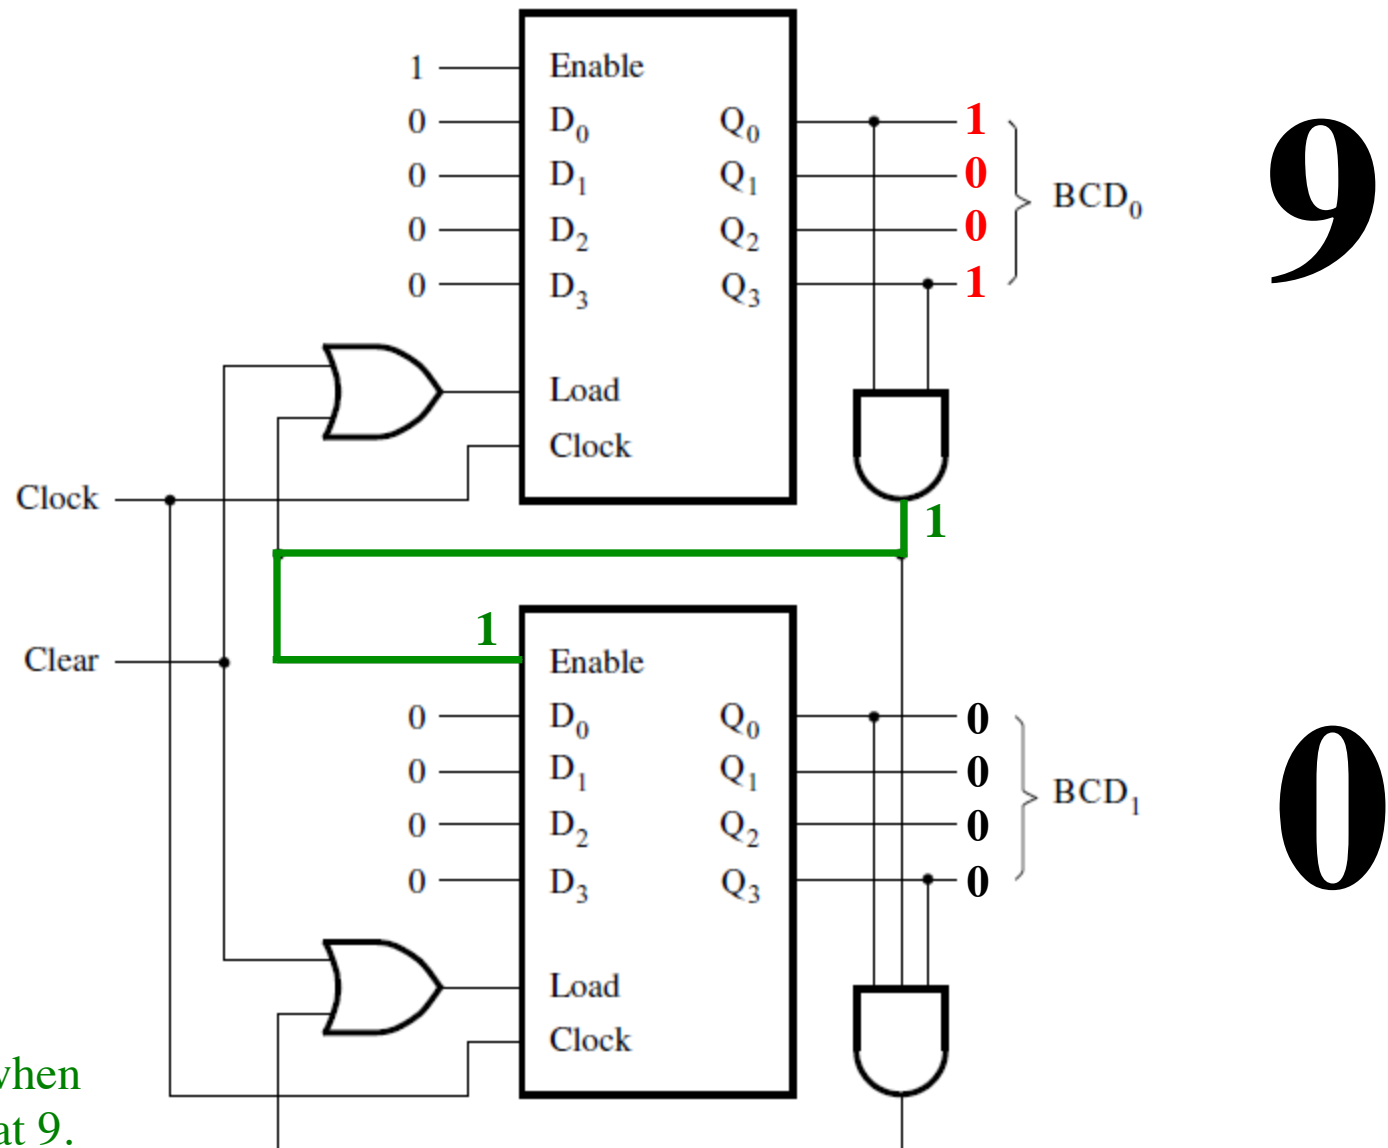 1 Enable
0 D0 Q0 1
0 D1 Q1 0 BCD0 9
0 D2 Q2 0
0 D3 Q3 1
Load
Clock
Clock
1
1
Clear Enable
0 D0 Q0 0
0 D1 Q1 0
BCD1 0
0 D2 Q2 0
0 D3 Q3 0
Load
Clock
when
at 9.